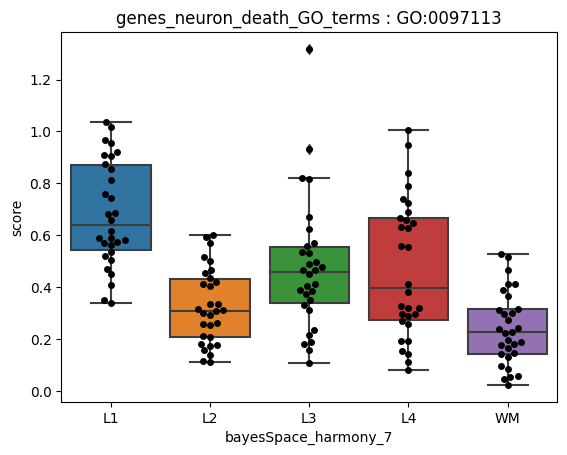 genes_neuron_death_GO_terms : GO:0097113
score
1.2
1.0
0.8
0.6
0.4
0.2
0.0
L1 L2 L3 L4 WM
bayesSpace_harmony_7